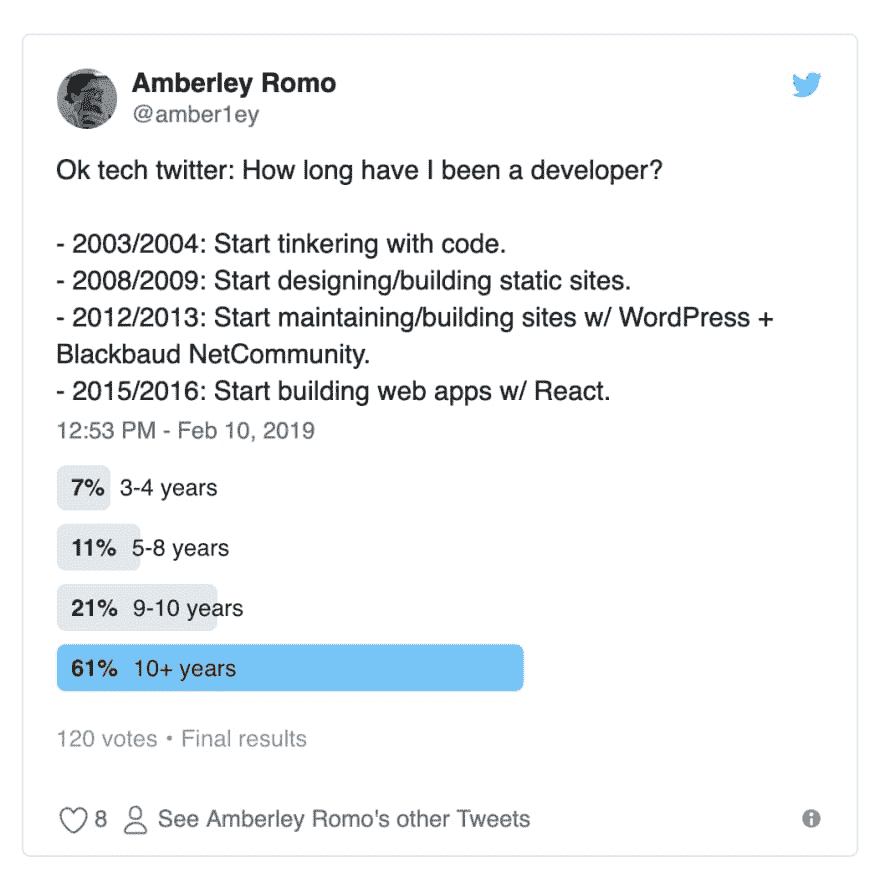 Amberley Romo
@amber1ey
Ok tech twitter: How long have I been a developer?
- 2003/2004: Start tinkering with code.
- 2008/2009: Start designing/building static sites.
- 2012/2013: Start maintaining/building sites w/ WordPress +
Blackbaud NetCommunity.
- 2015/2016: Start building web apps w/ React.
12:53 PM - Feb 10, 2019
7% 3-4 years
11% 5-8 years
21% 9-10 years
61% 10+ years
120 votes • Final results
8 See Amberley Romo's other Tweets